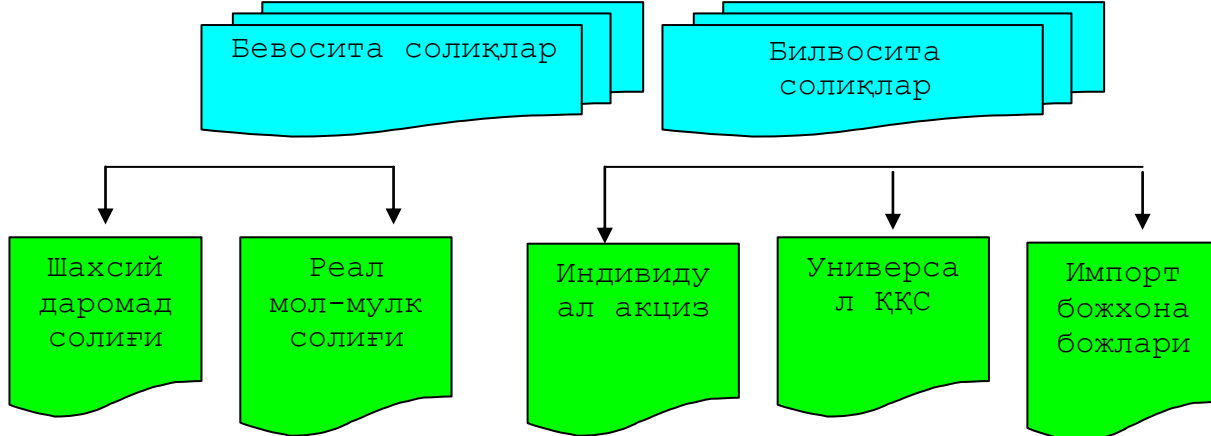 Бевосита солиқлар
Билвосита
солиқлар
Шахсий
даромад
солиғи
Реал
мол-мулк
солиғи
Индивиду
ал акциз
Универса
л ҚҚС
Импорт
божхона
божлари